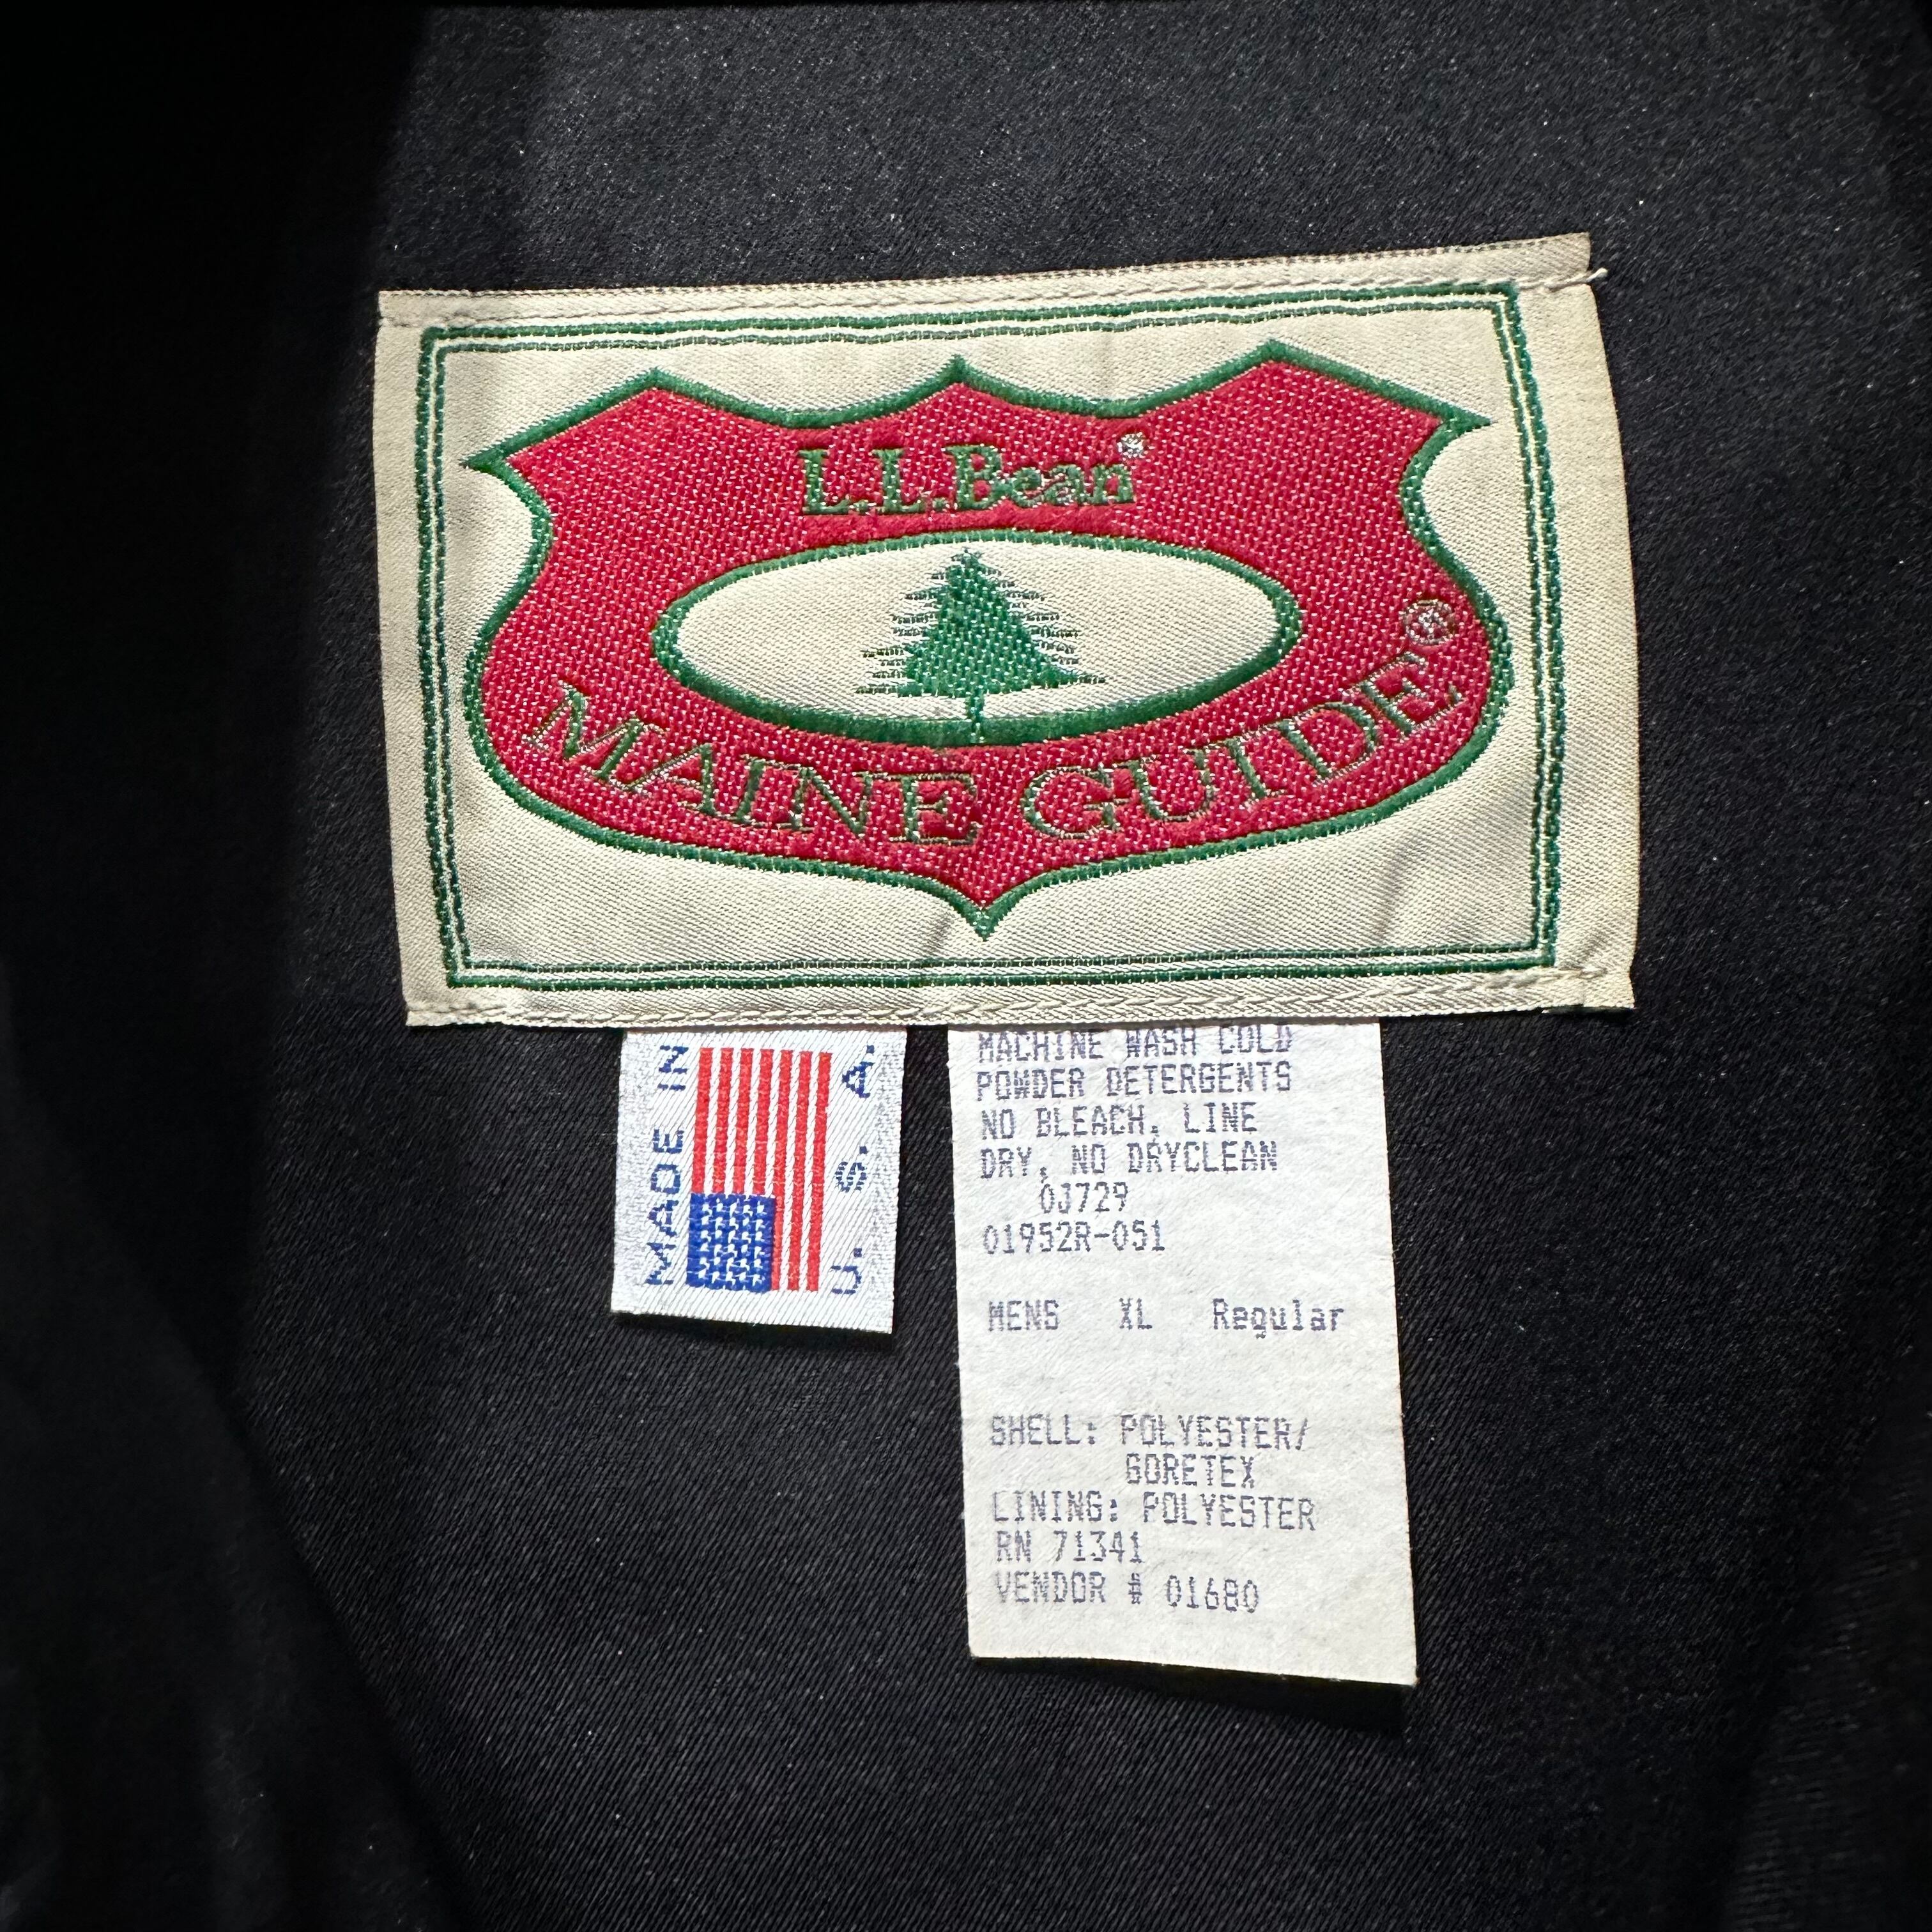 L.L.Bean®
MAINE GUIDE®
MADE IN
U. S. A.
MACHINE WASH COLD
POWDER DETERGENTS
NO BLEACH, LINE
DRY, NO DRYCLEAN
0J729
01952R-051
MENS XL Regular
SHELL: POLYESTER/
GORETEX
LINING: POLYESTER
RN 71341
VENDOR # 01680